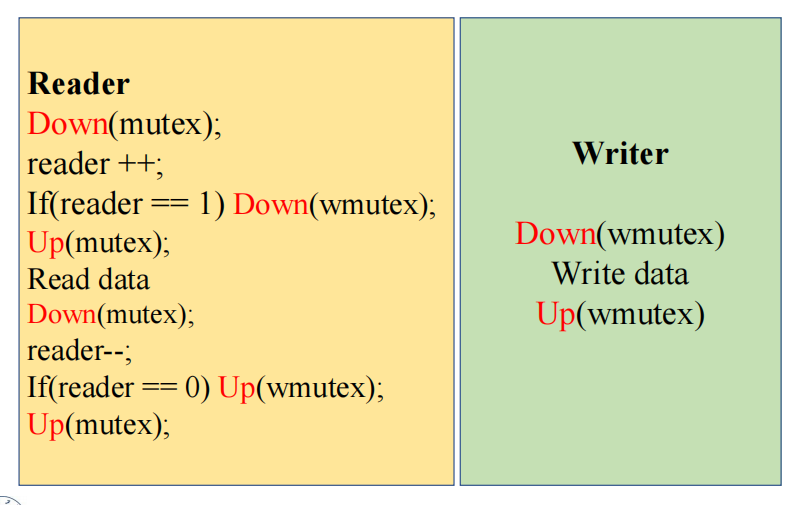 Reader
Down(mutex);
reader ++;
If(reader == 1) Down(wmutex);
Up(mutex);
Read data
Down(mutex);
reader--;
If(reader == 0) Up(wmutex);
Up(mutex);
Writer
Down(wmutex)
Write data
Up(wmutex)